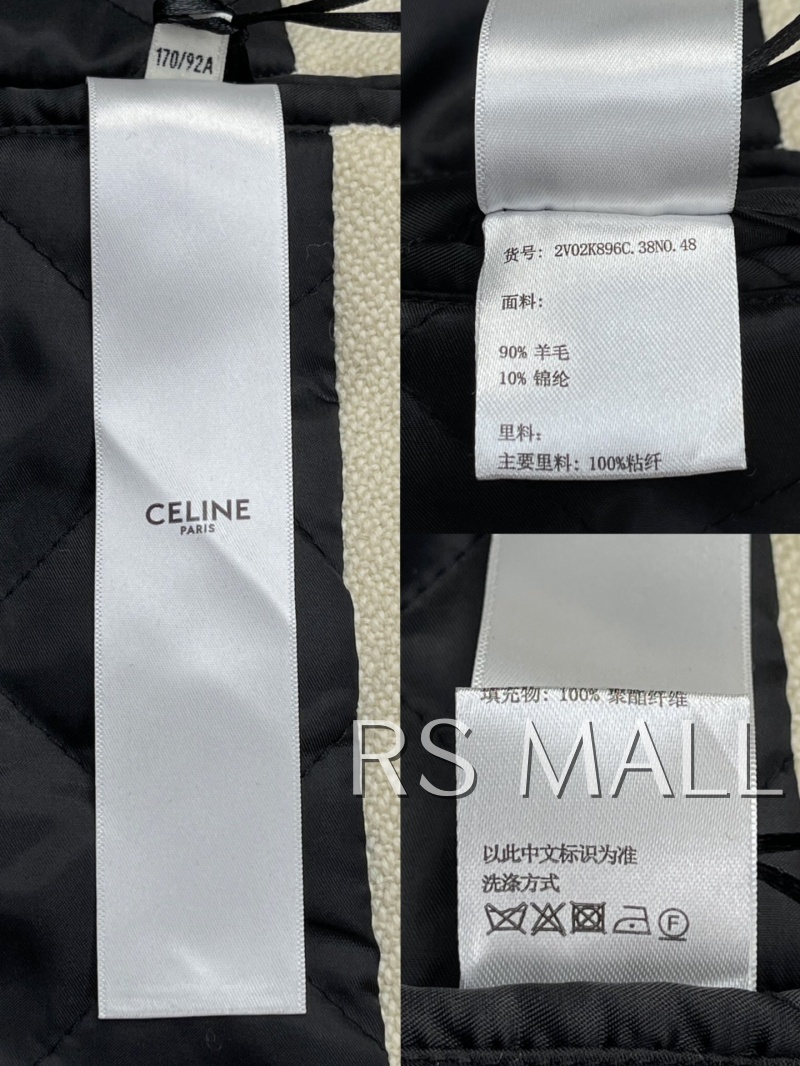 170/92A
CELINE
PARIS
货号: 2V02K896C.38NO.48
面料:
90% 羊毛
10% 锦纶
里料:
主要里料: 100%粘纤
填充物: 100% 聚酯纤维
RS MALL
以此中文标识为准
洗涤方式
F